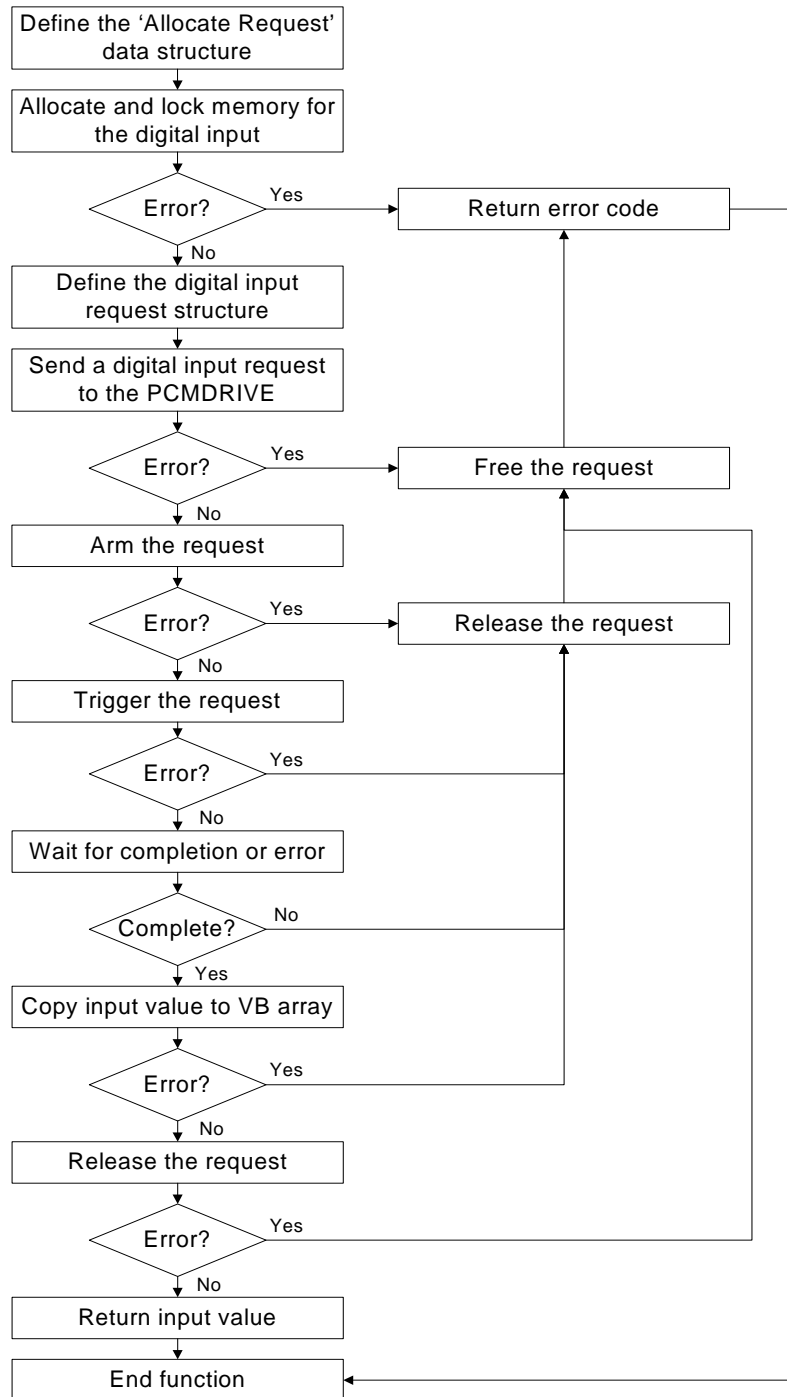 Define the ‘Allocate Request’
data structure
Allocate and lock memory for
the digital input
Error?
Yes
Return error code
No
Define the digital input
request structure
Send a digital input request
to the PCMDRIVE
Error?
Yes
Free the request
No
Arm the request
Error?
Yes
Release the request
No
Trigger the request
Error?
Yes
No
Wait for completion or error
Complete?
No
Yes
Copy input value to VB array
Error?
Yes
No
Release the request
Error?
Yes
No
Return input value
End function